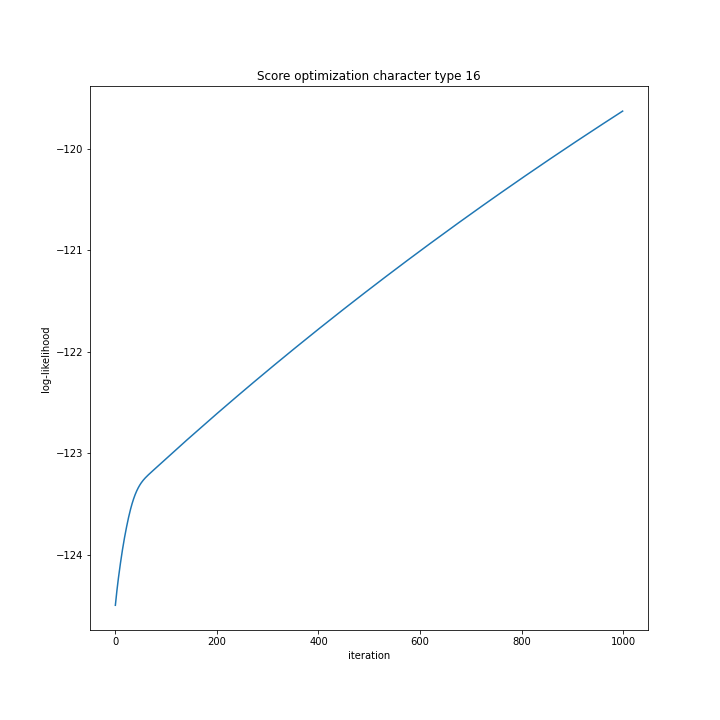 Score optimization character type 16
−120
−121
−122
−123
−124
log-likelihood
0 200 400 600 800 1000
iteration